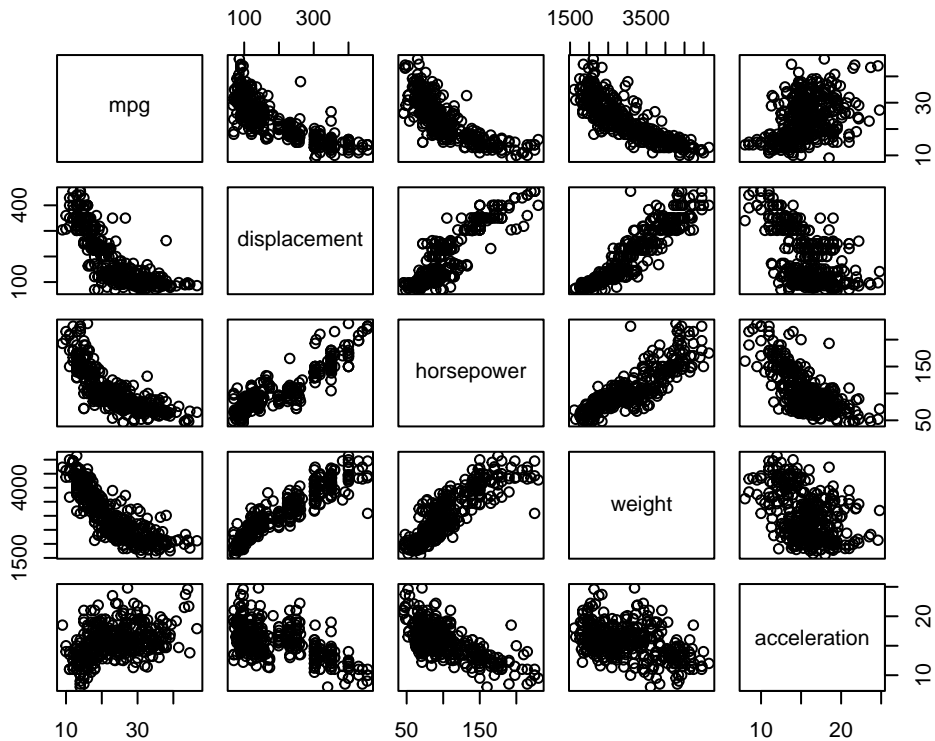 100 300 1500 3500
mpg 10 30
100 400 displacement
horsepower 50 150
1500 4000 weight
acceleration 10 20
10 30 50 150 10 20